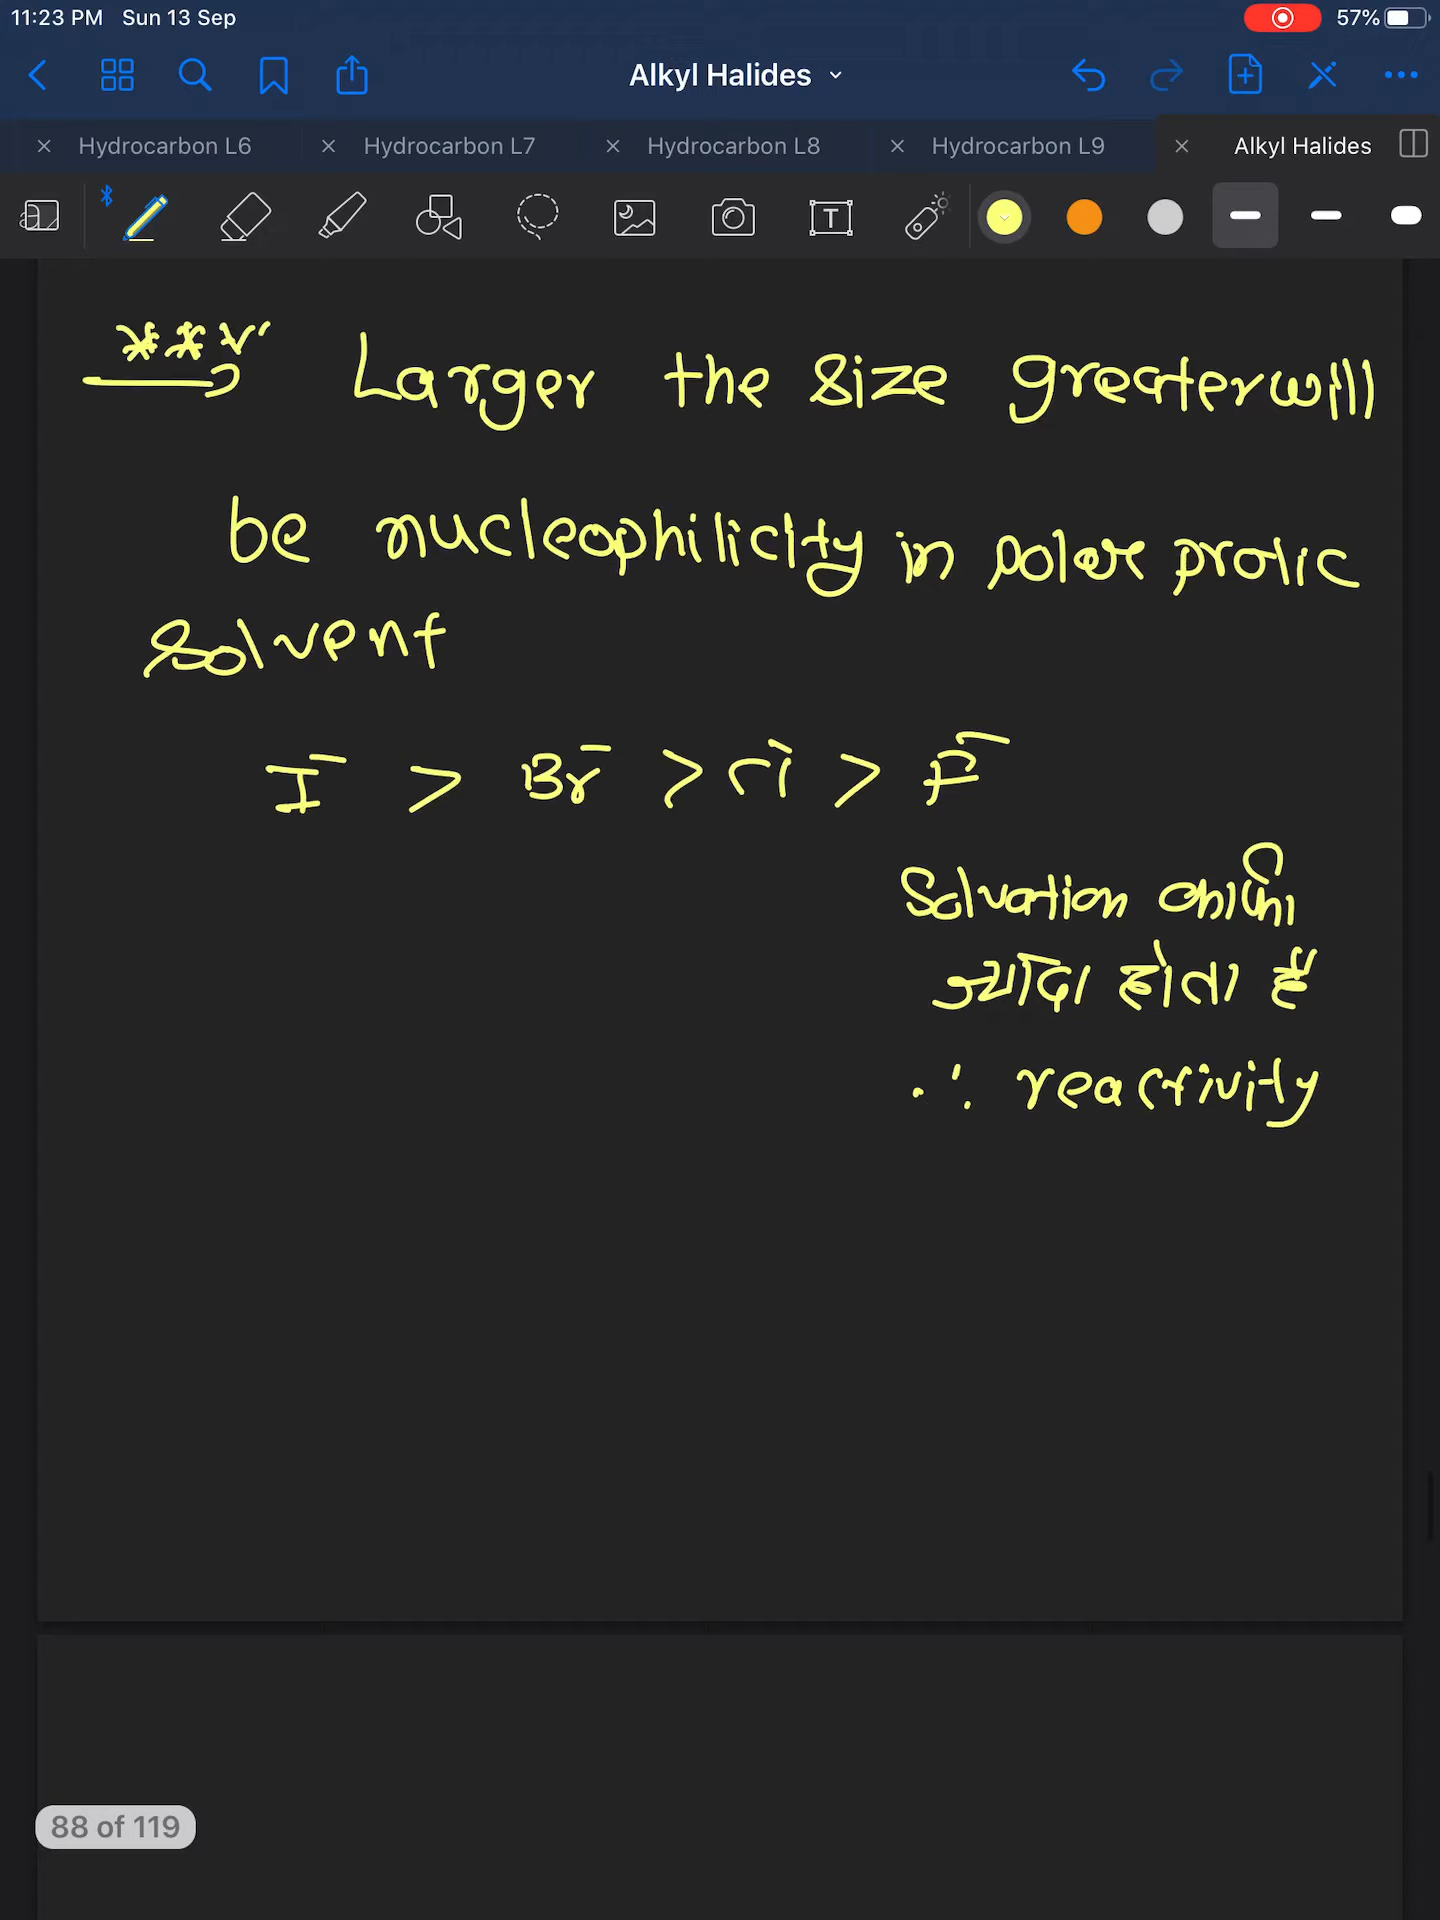 11:23 PM Sun 13 Sep 57%
Alkyl Halides
Hydrocarbon L6 Hydrocarbon L7 Hydrocarbon L8 Hydrocarbon L9 Alkyl Halides
Larger the size greater will
be nucleophilicity in polar protic
solvent
I⁻ > Br⁻ > Cl⁻ > F⁻
Solvation काफी
ज्यादा होता है
∴ reactivity
88 of 119